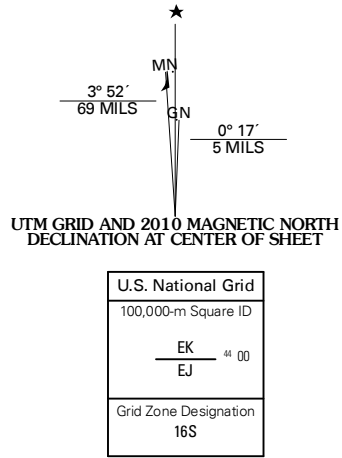 ★
MN
3° 52´
69 MILS
GN
0° 17´
5 MILS
UTM GRID AND 2010 MAGNETIC NORTH
DECLINATION AT CENTER OF SHEET
U.S. National Grid
100,000-m Square ID
EK
44 00
EJ
Grid Zone Designation
16S